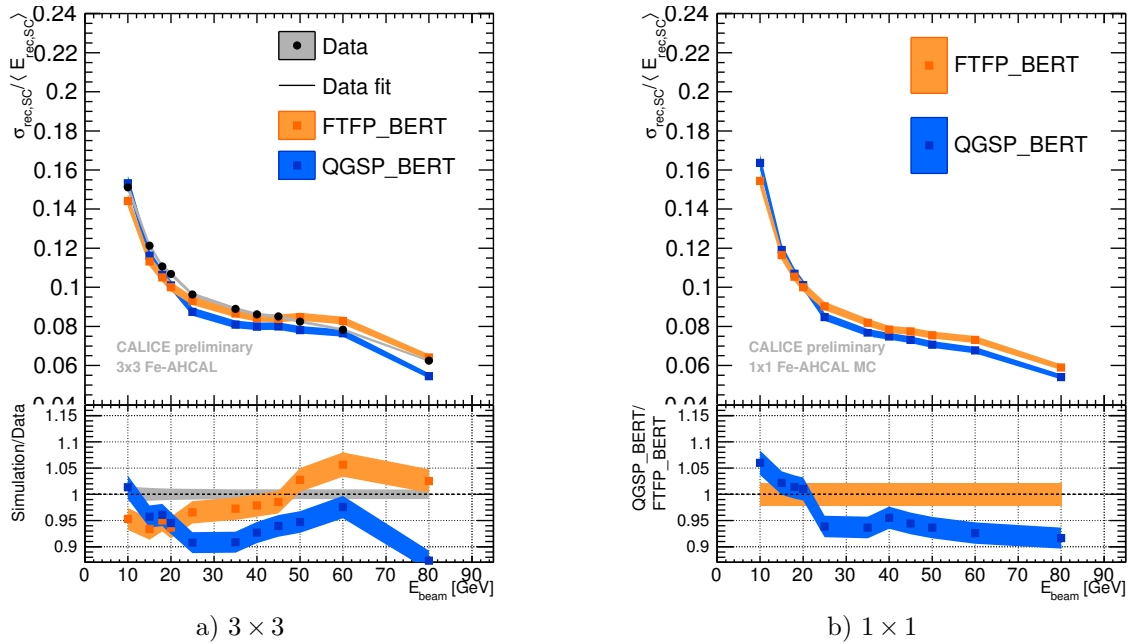 σ_rec,SC / ⟨ E_rec,SC ⟩
0.24
0.22
0.2
0.18
0.16
0.14
0.12
0.1
0.08
0.06
0.04
Data
Data fit
FTFP_BERT
QGSP_BERT
CALICE preliminary
3x3 Fe-AHCAL
Simulation/Data
1.15
1.1
1.05
1
0.95
0.9
0 10 20 30 40 50 60 70 80 90
E_beam [GeV]
a) 3 × 3
σ_rec,SC / ⟨ E_rec,SC ⟩
0.24
0.22
0.2
0.18
0.16
0.14
0.12
0.1
0.08
0.06
0.04
FTFP_BERT
QGSP_BERT
CALICE preliminary
1x1 Fe-AHCAL MC
QGSP_BERT/
FTFP_BERT
1.15
1.1
1.05
1
0.95
0.9
0 10 20 30 40 50 60 70 80 90
E_beam [GeV]
b) 1 × 1